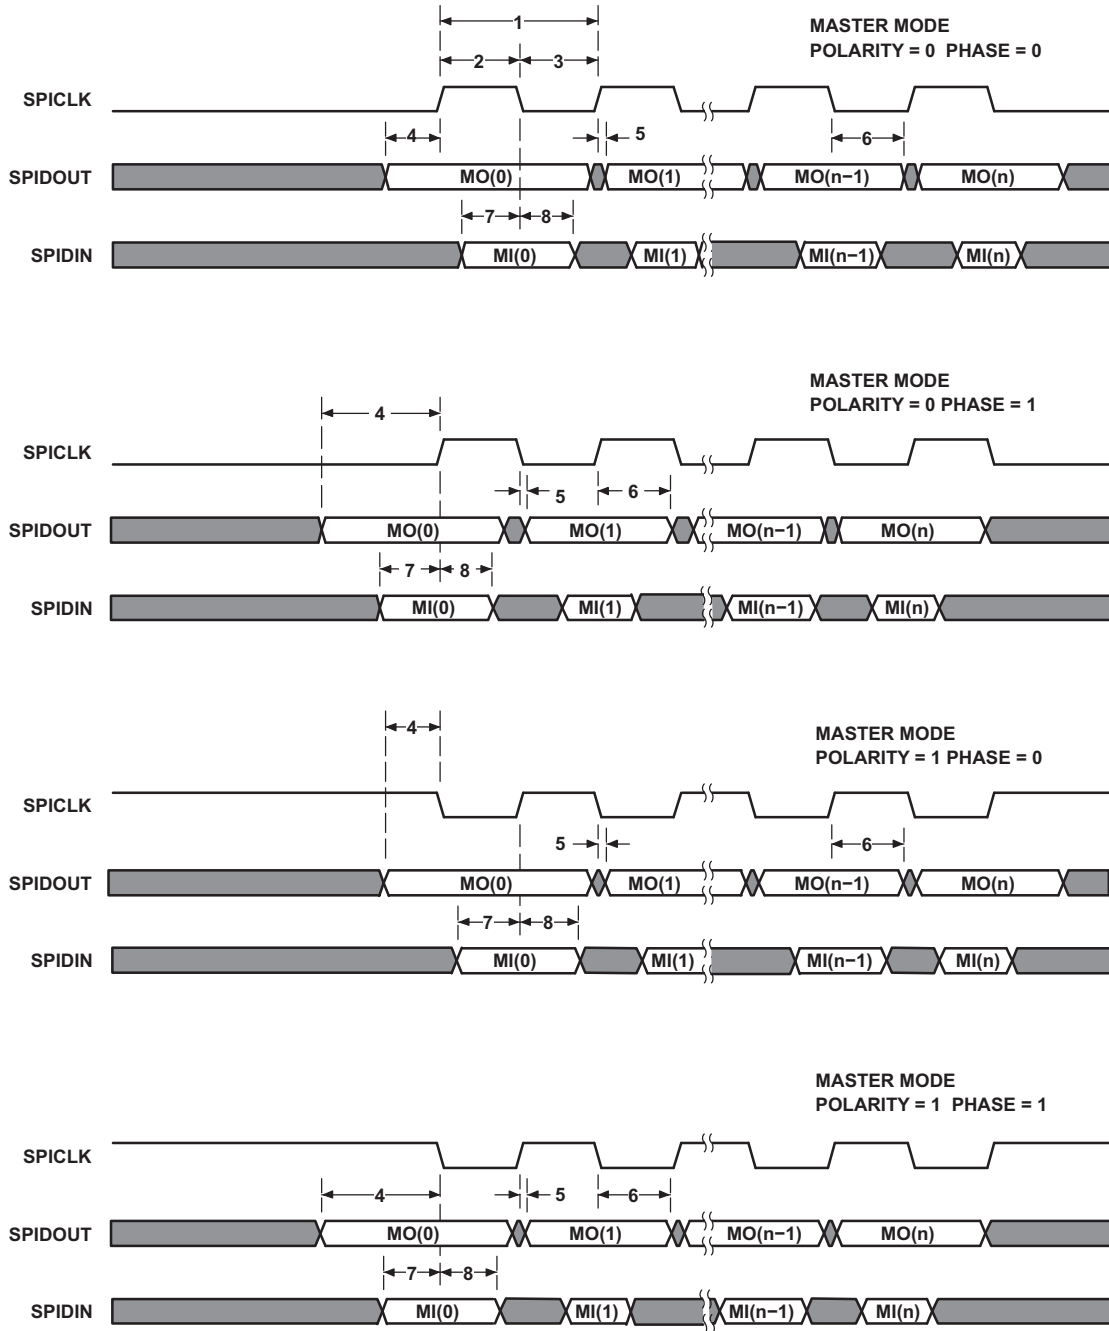 1
MASTER MODE
POLARITY = 0 PHASE = 0
2 3
SPICLK
4 5 6
SPIDOUT MO(0) MO(1) MO(n−1) MO(n)
7 8
SPIDIN MI(0) MI(1) MI(n−1) MI(n)
MASTER MODE
POLARITY = 0 PHASE = 1
4
SPICLK
5 6
SPIDOUT MO(0) MO(1) MO(n−1) MO(n)
7 8
SPIDIN MI(0) MI(1) MI(n−1) MI(n)
4
MASTER MODE
POLARITY = 1 PHASE = 0
SPICLK
5 6
SPIDOUT MO(0) MO(1) MO(n−1) MO(n)
7 8
SPIDIN MI(0) MI(1) MI(n−1) MI(n)
MASTER MODE
POLARITY = 1 PHASE = 1
SPICLK
4 5 6
SPIDOUT MO(0) MO(1) MO(n−1) MO(n)
7 8
SPIDIN MI(0) MI(1) MI(n−1) MI(n)